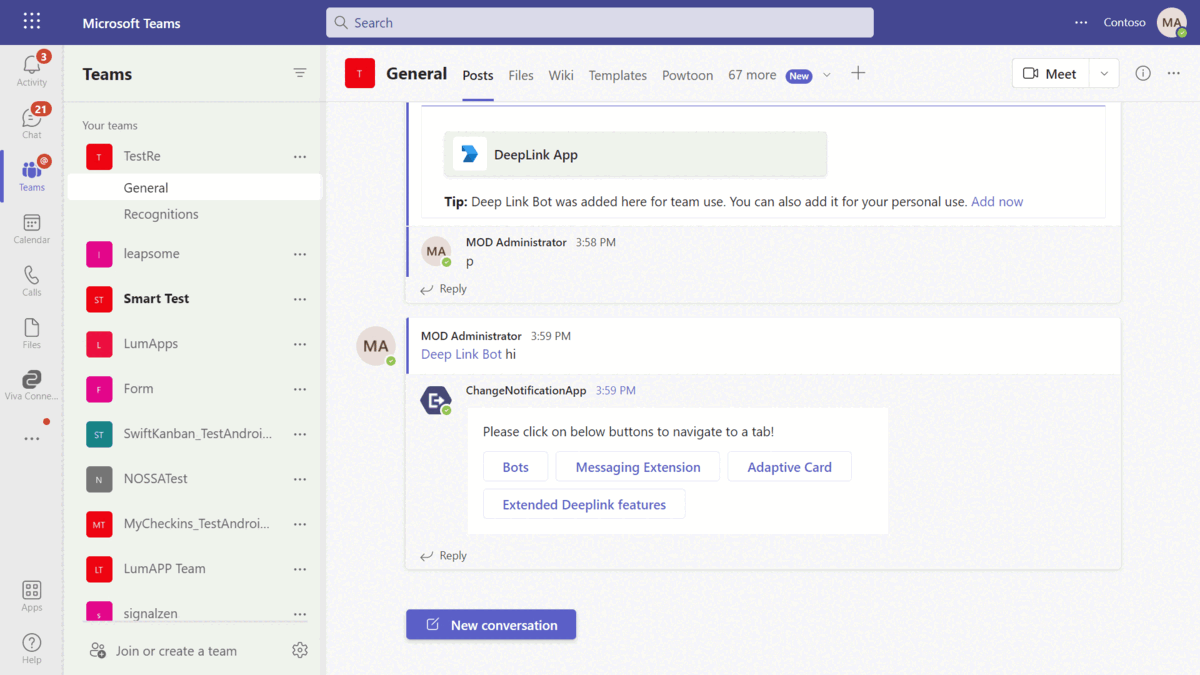 Microsoft Teams
Search
Contoso
MA
3
Activity
21
Chat
@
Teams
Calendar
Calls
Files
Viva Conne...
Apps
Help
Teams
Your teams
T
TestRe
General
Recognitions
l
leapsome
ST
Smart Test
L
LumApps
F
Form
ST
SwiftKanban_TestAndroi...
N
NOSSATest
MT
MyCheckins_TestAndroi...
LT
LumAPP Team
s
signalzen
Join or create a team
T
General
Posts
Files
Wiki
Templates
Powtoon
67 more
New
Meet
DeepLink App
Tip: Deep Link Bot was added here for team use. You can also add it for your personal use. Add now
MA
MOD Administrator 3:58 PM
p
Reply
MA
MOD Administrator 3:59 PM
Deep Link Bot hi
ChangeNotificationApp 3:59 PM
Please click on below buttons to navigate to a tab!
Bots
Messaging Extension
Adaptive Card
Extended Deeplink features
Reply
New conversation